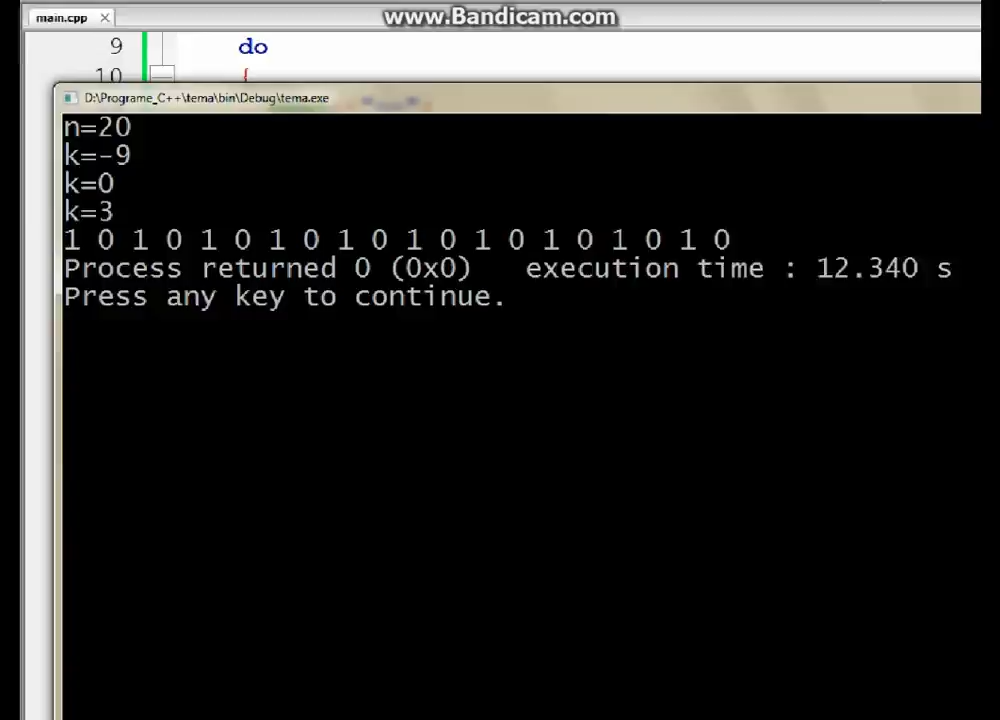 www.Bandicam.com
main.cpp
9 do
10 {
D:\Programe_C++\tema\bin\Debug\tema.exe
n=20
k=-9
k=0
k=3
1 0 1 0 1 0 1 0 1 0 1 0 1 0 1 0 1 0 1 0
Process returned 0 (0x0)   execution time : 12.340 s
Press any key to continue.